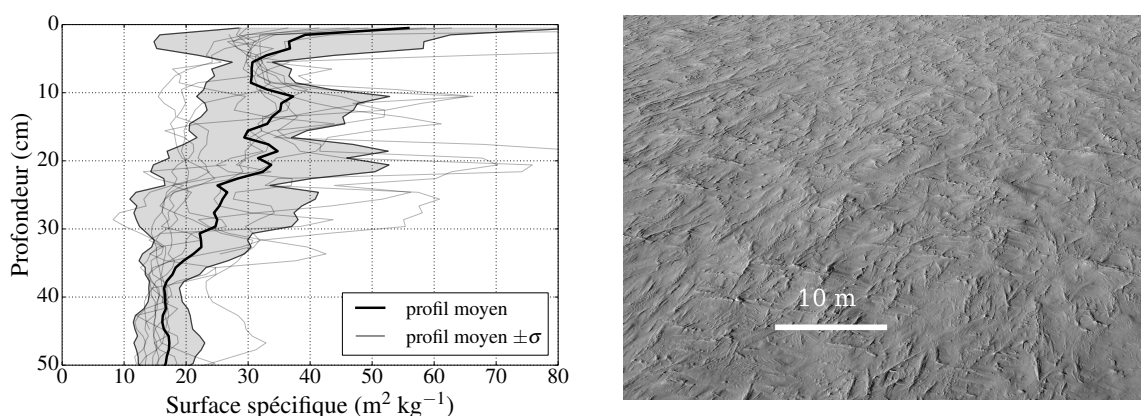 0
10
20
30
40
50
Profondeur (cm)
profil moyen
profil moyen ±σ
0 10 20 30 40 50 60 70 80
Surface spécifique (m² kg⁻¹)
10 m